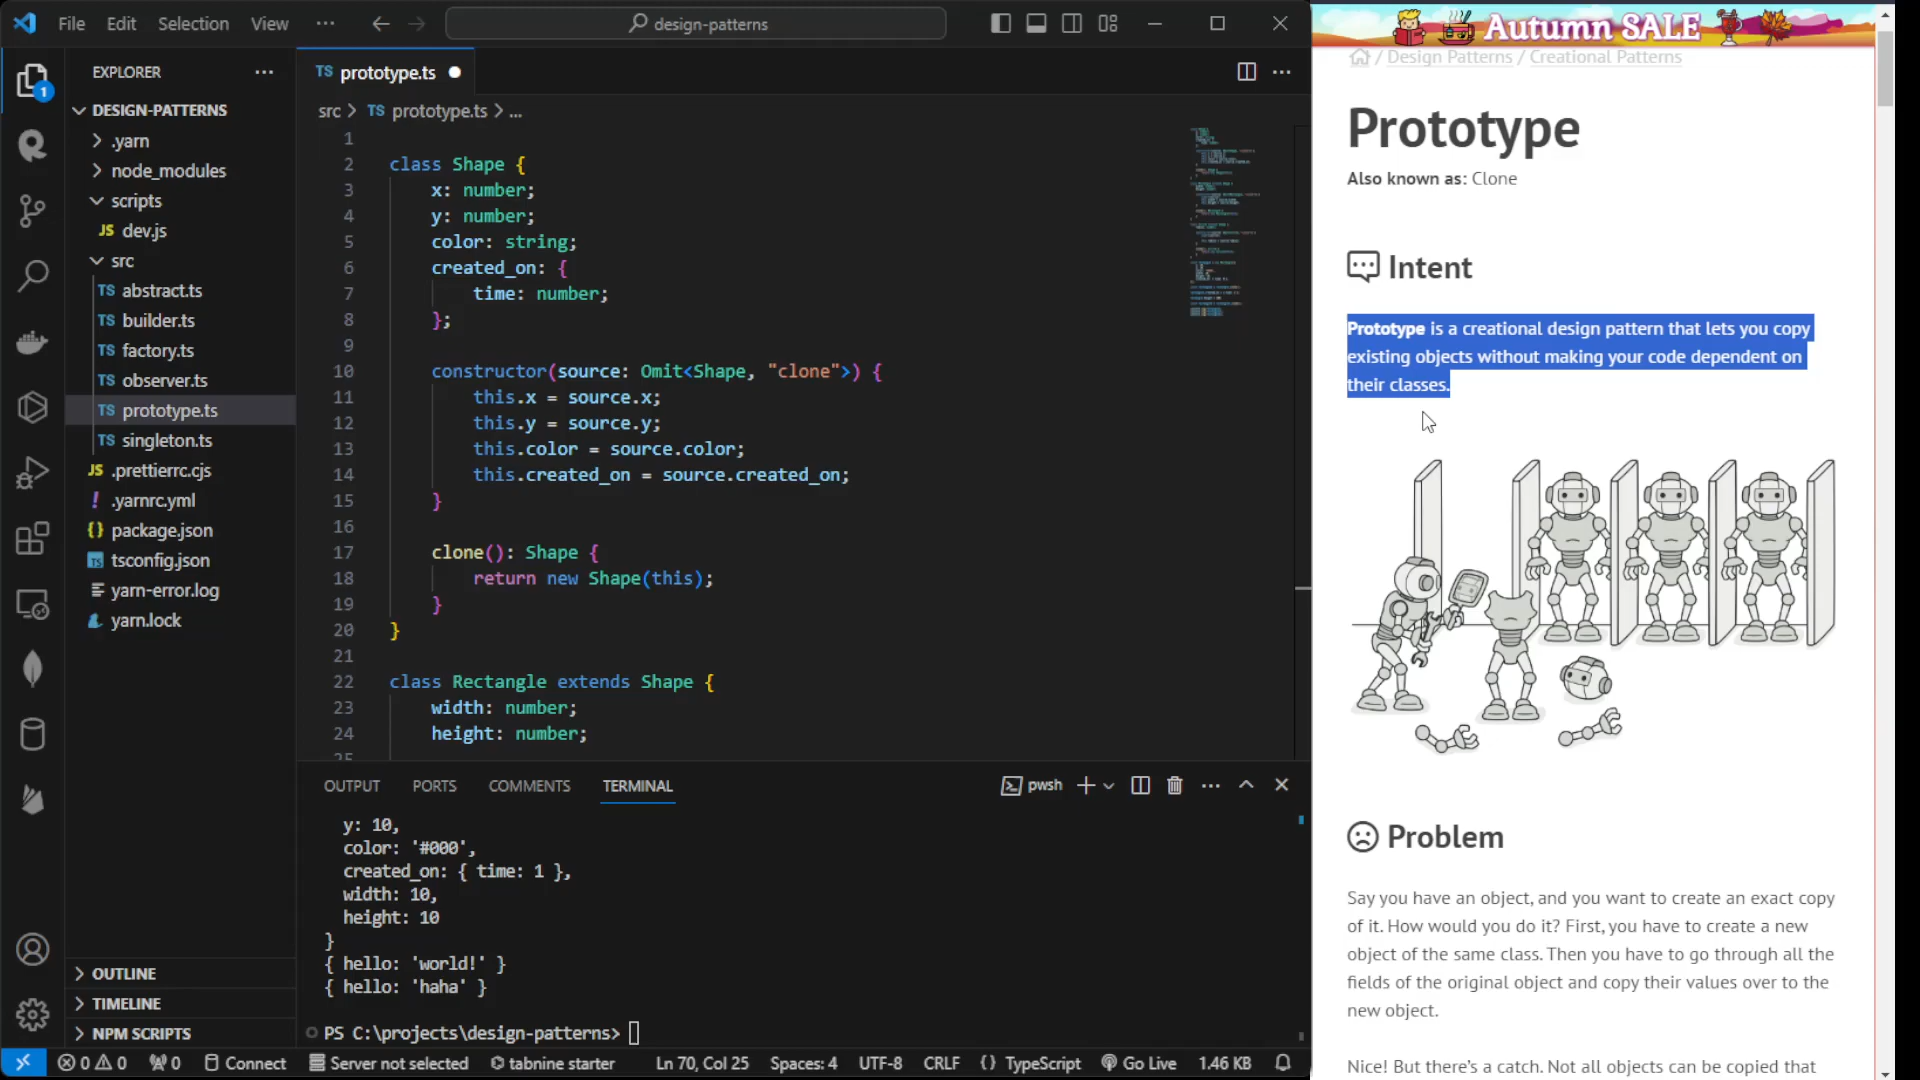 File Edit Selection View ··· design-patterns
EXPLORER ···
DESIGN-PATTERNS
.yarn
node_modules
scripts
JS dev.js
src
TS abstract.ts
TS builder.ts
TS factory.ts
TS observer.ts
TS prototype.ts
TS singleton.ts
JS .prettierrc.cjs
! .yarnrc.yml
{} package.json
TS tsconfig.json
yarn-error.log
yarn.lock
OUTLINE
TIMELINE
NPM SCRIPTS
1
TS prototype.ts
src > TS prototype.ts > ...
1
2 class Shape {
3 x: number;
4 y: number;
5 color: string;
6 created_on: {
7 time: number;
8 };
9
10 constructor(source: Omit<Shape, "clone">) {
11 this.x = source.x;
12 this.y = source.y;
13 this.color = source.color;
14 this.created_on = source.created_on;
15 }
16
17 clone(): Shape {
18 return new Shape(this);
19 }
20 }
21
22 class Rectangle extends Shape {
23 width: number;
24 height: number;
25
OUTPUT PORTS COMMENTS TERMINAL pwsh
y: 10,
color: '#000',
created_on: { time: 1 },
width: 10,
height: 10
}
{ hello: 'world!' }
{ hello: 'haha' }
PS C:\projects\design-patterns>
0 0 0 Connect Server not selected tabnine starter Ln 70, Col 25 Spaces: 4 UTF-8 CRLF {} TypeScript Go Live 1.46 KB
Autumn SALE
/ Design Patterns / Creational Patterns
Prototype
Also known as: Clone
Intent
Prototype is a creational design pattern that lets you copy
existing objects without making your code dependent on
their classes.
Problem
Say you have an object, and you want to create an exact copy
of it. How would you do it? First, you have to create a new
object of the same class. Then you have to go through all the
fields of the original object and copy their values over to the
new object.
Nice! But there's a catch. Not all objects can be copied that